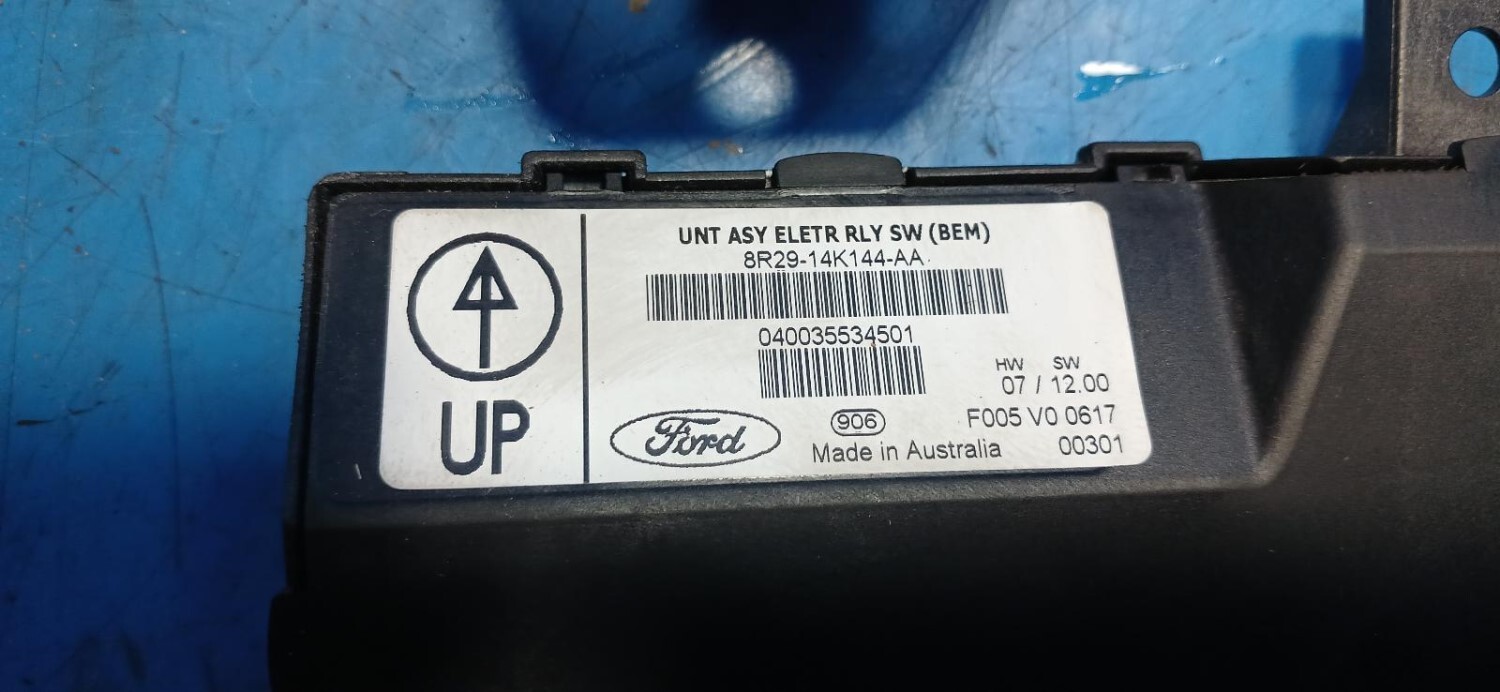 UP
UNT ASY ELETR RLY SW (BEM)
8R29-14K144-AA
040035534501
HW SW
07 / 12.00
Ford
906
F005 V0 0617
Made in Australia
00301